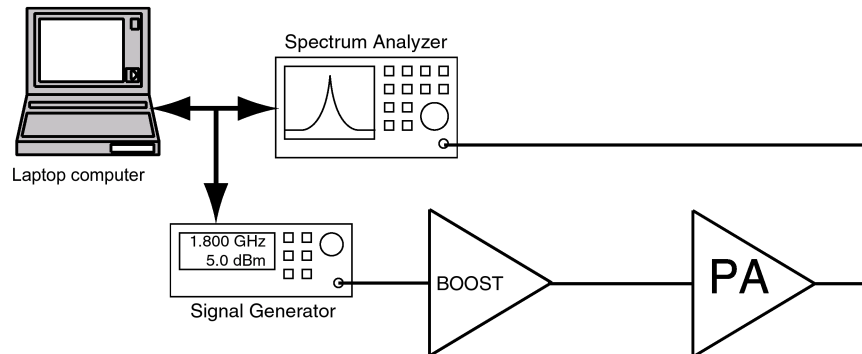 Spectrum Analyzer
Laptop computer
1.800 GHz
5.0 dBm
BOOST
PA
Signal Generator